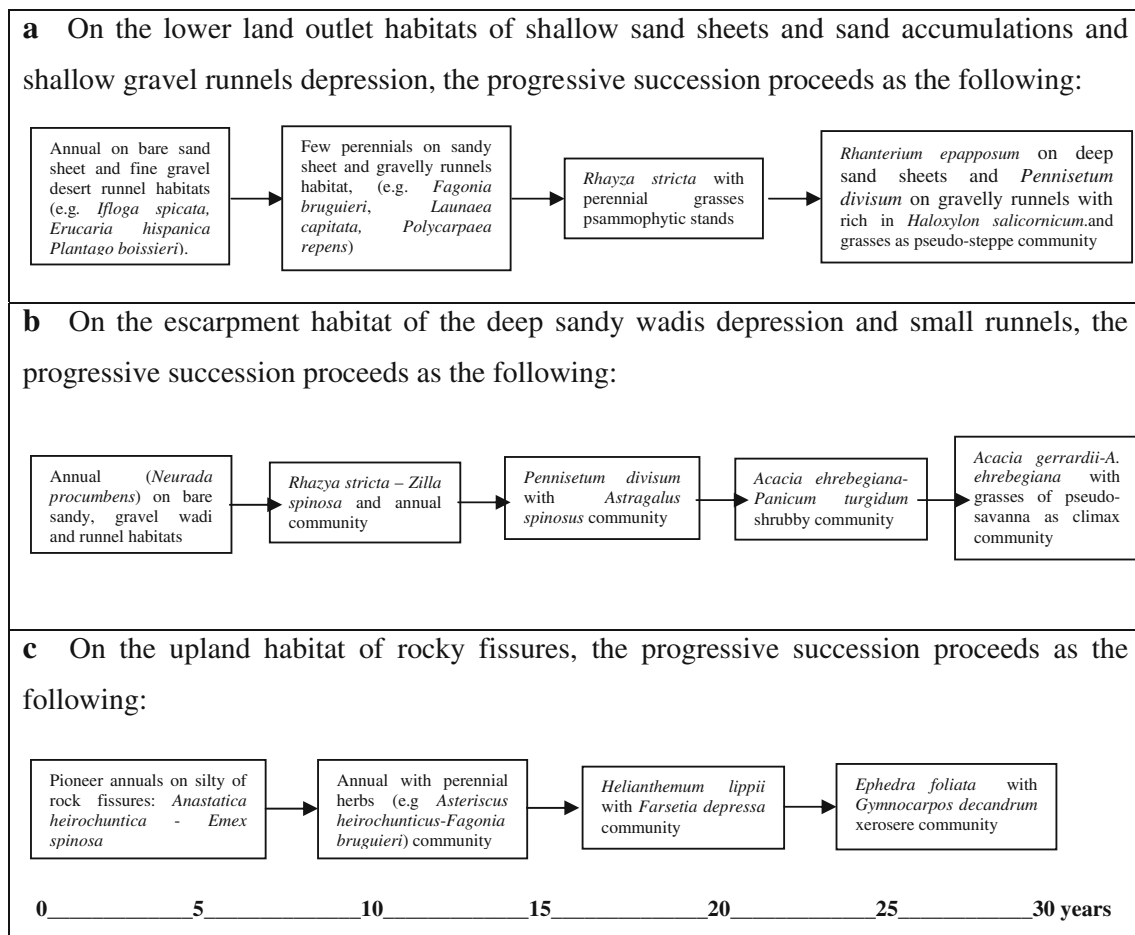 a On the lower land outlet habitats of shallow sand sheets and sand accumulations and
shallow gravel runnels depression, the progressive succession proceeds as the following:
Annual on bare sand
sheet and fine gravel
desert runnel habitats
(e.g. Ifloga spicata,
Erucaria hispanica
Plantago boissieri).
Few perennials on sandy
sheet and gravelly runnels
habitat, (e.g. Fagonia
bruguieri, Launaea
capitata, Polycarpaea
repens)
Rhayza stricta with
perennial grasses
psammophytic stands
Rhanterium epapposum on deep
sand sheets and Pennisetum
divisum on gravelly runnels with
rich in Haloxylon salicornicum.and
grasses as pseudo-steppe community
b On the escarpment habitat of the deep sandy wadis depression and small runnels, the
progressive succession proceeds as the following:
Annual (Neurada
procumbens) on bare
sandy, gravel wadi
and runnel habitats
Rhazya stricta – Zilla
spinosa and annual
community
Pennisetum divisum
with Astragalus
spinosus community
Acacia ehrebegiana-
Panicum turgidum
shrubby community
Acacia gerrardii-A.
ehrebegiana with
grasses of pseudo-
savanna as climax
community
c On the upland habitat of rocky fissures, the progressive succession proceeds as the
following:
Pioneer annuals on silty of
rock fissures: Anastatica
heirochuntica - Emex
spinosa
Annual with perennial
herbs (e.g Asteriscus
heirochunticus-Fagonia
bruguieri) community
Helianthemum lippii
with Farsetia depressa
community
Ephedra foliata with
Gymnocarpos decandrum
xerosere community
0 5 10 15 20 25 30 years